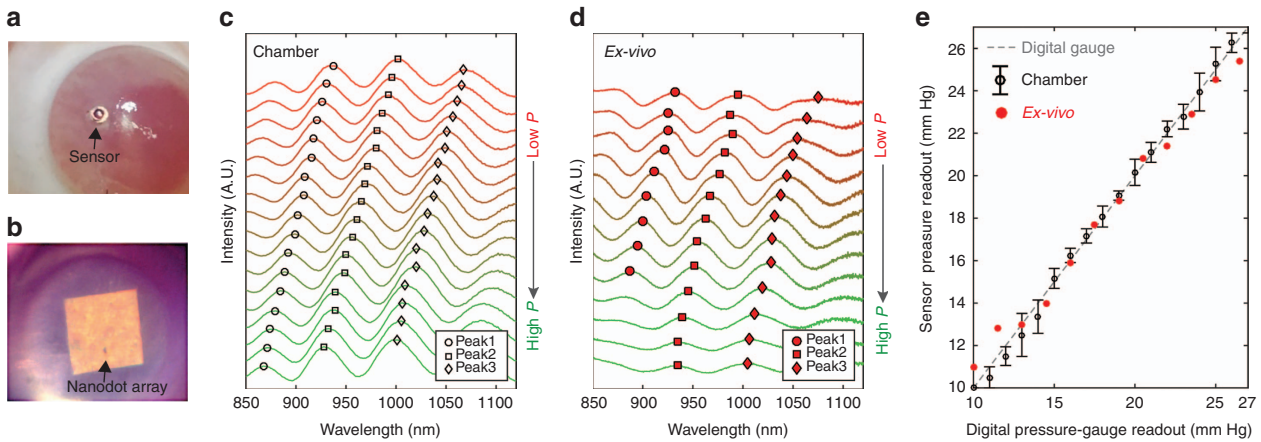 a
Sensor
b
Nanodot array
c
Chamber
Intensity (A.U.)
Low P
High P
Peak1
Peak2
Peak3
850 900 950 1000 1050 1100
Wavelength (nm)
d
Ex-vivo
Intensity (A.U.)
Low P
High P
Peak1
Peak2
Peak3
850 900 950 1000 1050 1100
Wavelength (nm)
e
Digital gauge
Chamber
Ex-vivo
Sensor preasure readout (mm Hg)
26
24
22
20
18
16
14
12
10
10 15 20 25 27
Digital pressure-gauge readout (mm Hg)